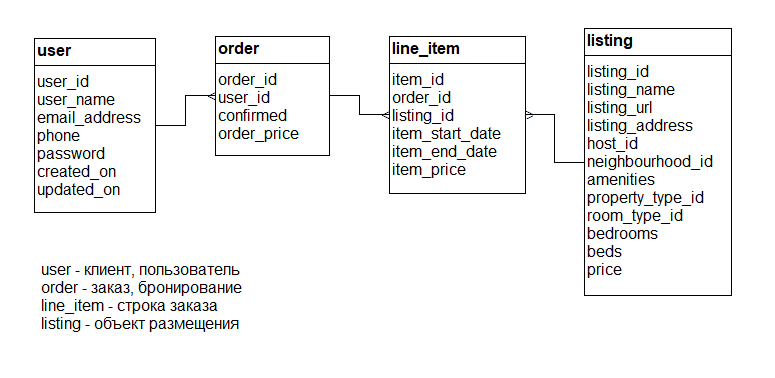 user
user_id
user_name
email_address
phone
password
created_on
updated_on
order
order_id
user_id
confirmed
order_price
line_item
item_id
order_id
listing_id
item_start_date
item_end_date
item_price
listing
listing_id
listing_name
listing_url
listing_address
host_id
neighbourhood_id
amenities
property_type_id
room_type_id
bedrooms
beds
price
user - клиент, пользователь
order - заказ, бронирование
line_item - строка заказа
listing - объект размещения